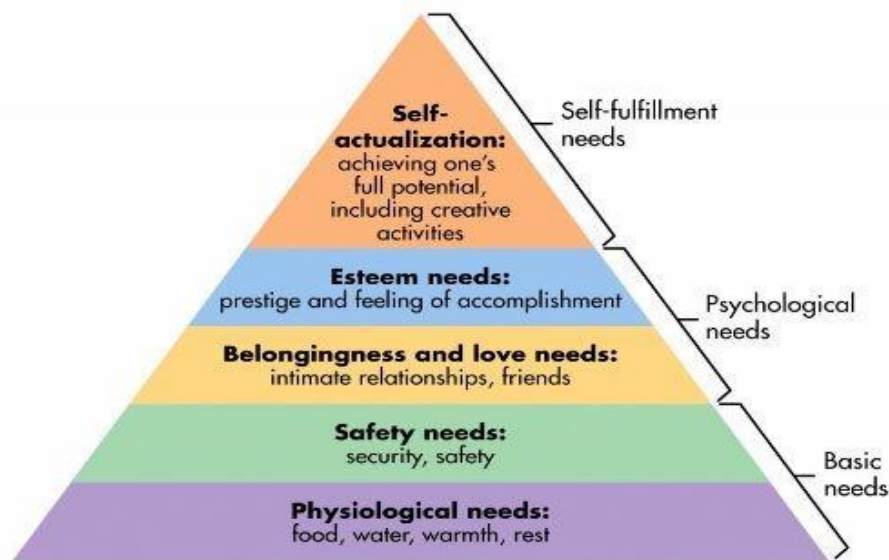 Self-
actualization:
achieving one's
full potential,
including creative
activities
Self-fulfillment
needs
Esteem needs:
prestige and feeling of accomplishment
Psychological
needs
Belongingness and love needs:
intimate relationships, friends
Safety needs:
security, safety
Basic
needs
Physiological needs:
food, water, warmth, rest